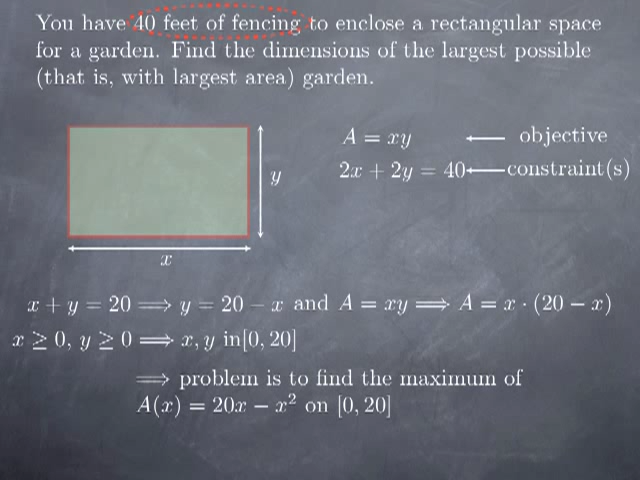 You have 40 feet of fencing to enclose a rectangular space
for a garden. Find the dimensions of the largest possible
(that is, with largest area) garden.
A = xy ⟵ objective
2x + 2y = 40 ⟵ constraint(s)
y
x
x + y = 20 ⟹ y = 20 − x and A = xy ⟹ A = x · (20 − x)
x ≥ 0, y ≥ 0 ⟹ x, y in[0, 20]
⟹ problem is to find the maximum of
A(x) = 20x − x² on [0, 20]